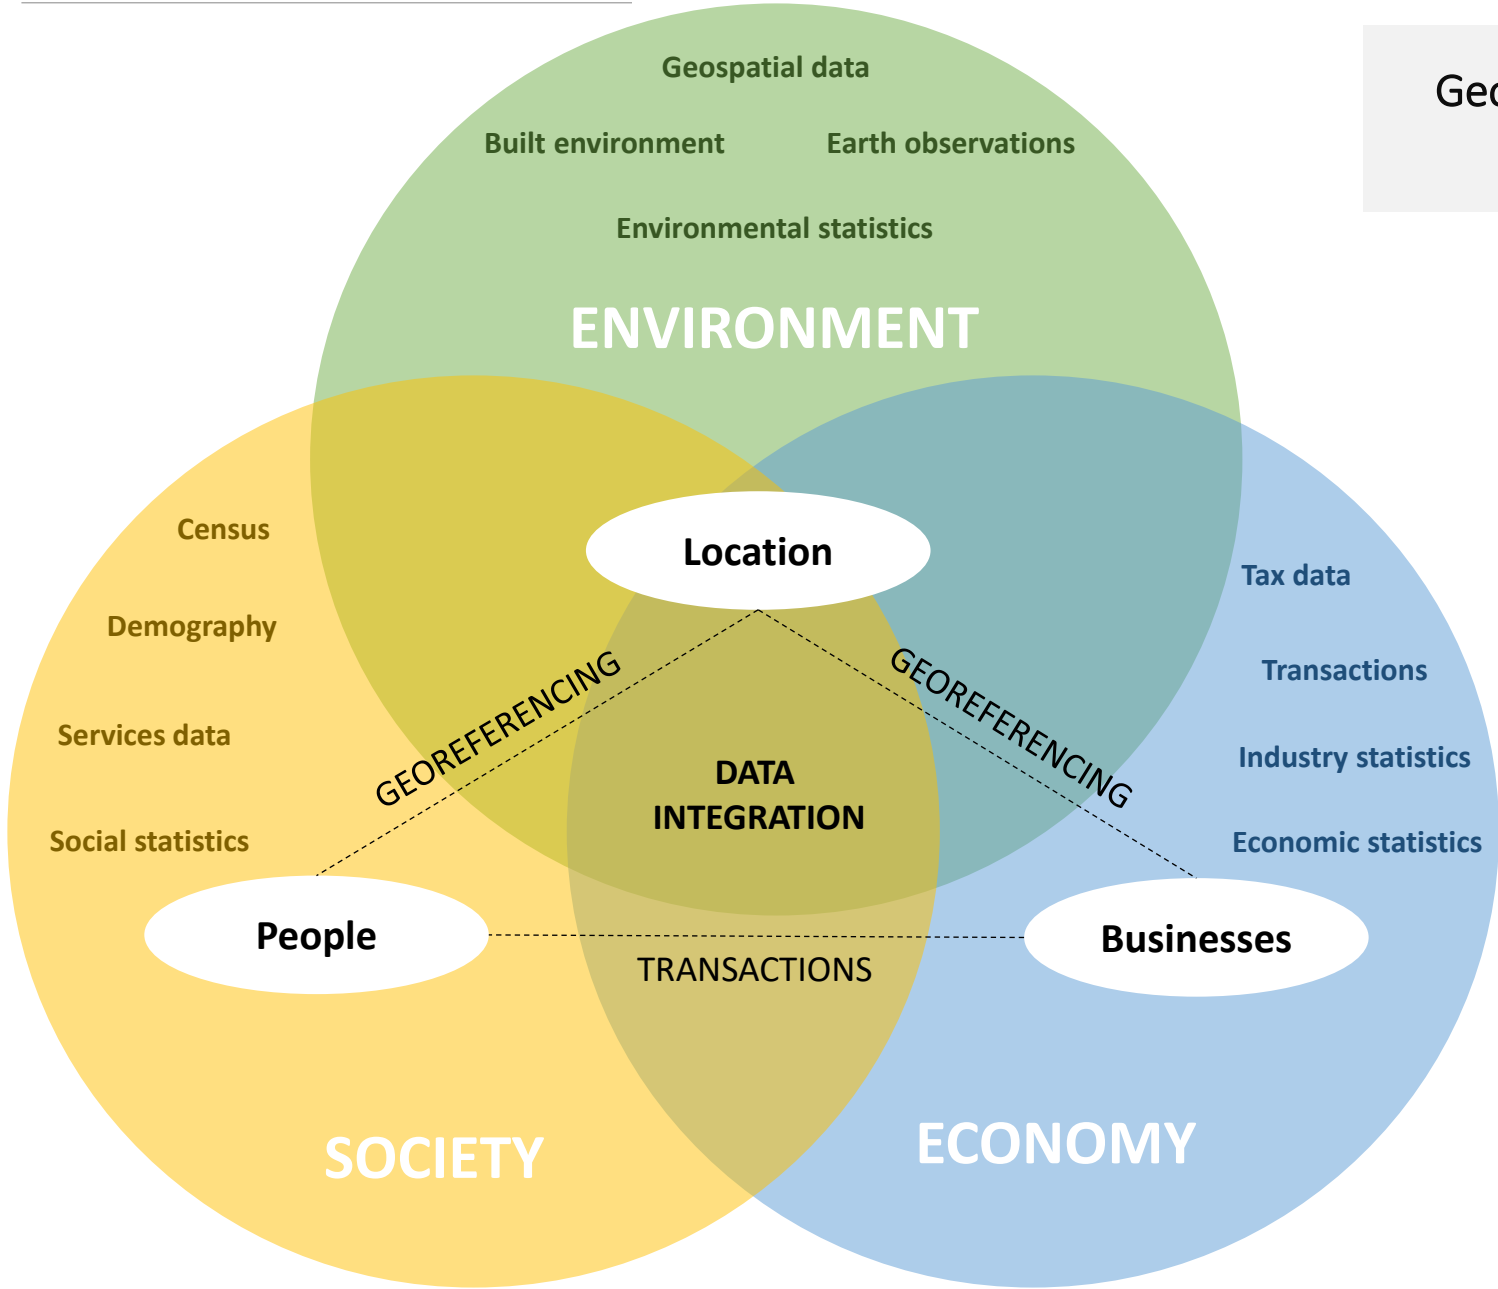 Geospatial data
Built environment
Earth observations
Environmental statistics
ENVIRONMENT
Census
Demography
Services data
Social statistics
Location
Tax data
Transactions
Industry statistics
Economic statistics
GEOREFERENCING
GEOREFERENCING
DATA
INTEGRATION
People
Businesses
TRANSACTIONS
SOCIETY
ECONOMY